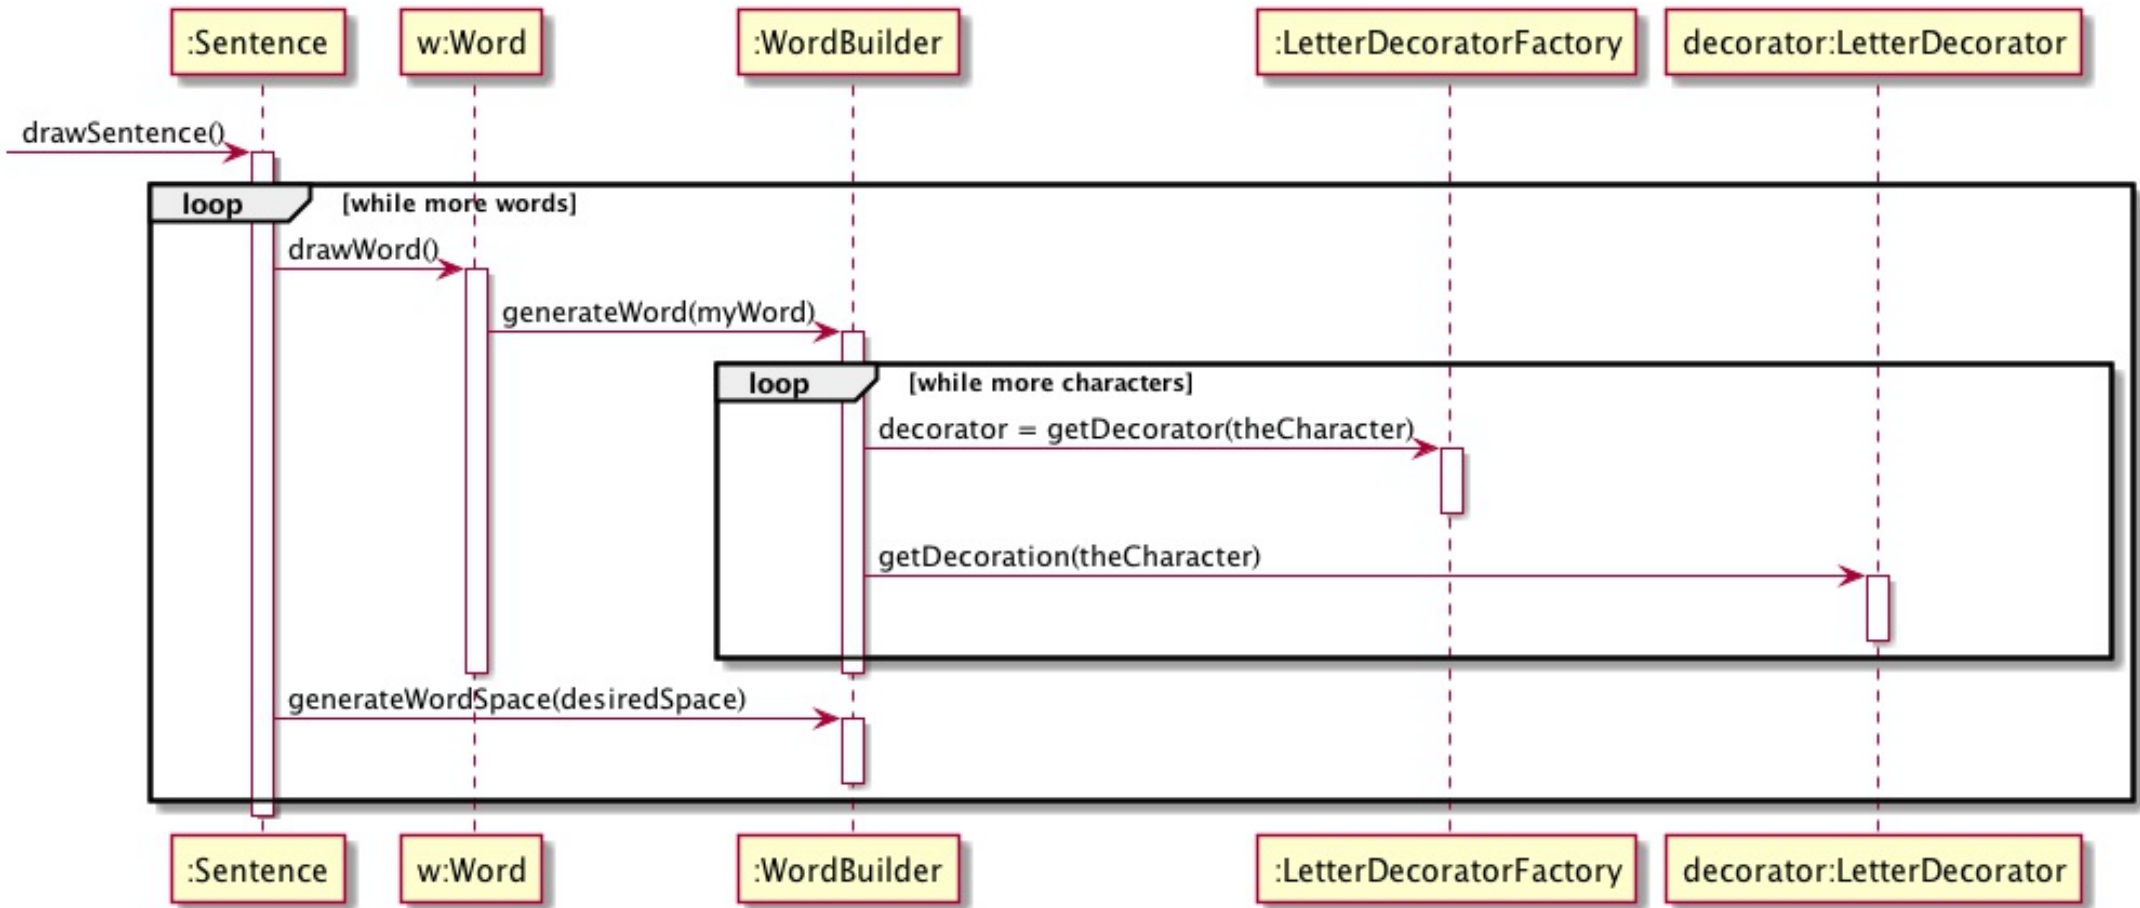 :Sentence
w:Word
:WordBuilder
:LetterDecoratorFactory
decorator:LetterDecorator
drawSentence()
loop
[while more words]
drawWord()
generateWord(myWord)
loop
[while more characters]
decorator = getDecorator(theCharacter)
getDecoration(theCharacter)
generateWordSpace(desiredSpace)
:Sentence
w:Word
:WordBuilder
:LetterDecoratorFactory
decorator:LetterDecorator